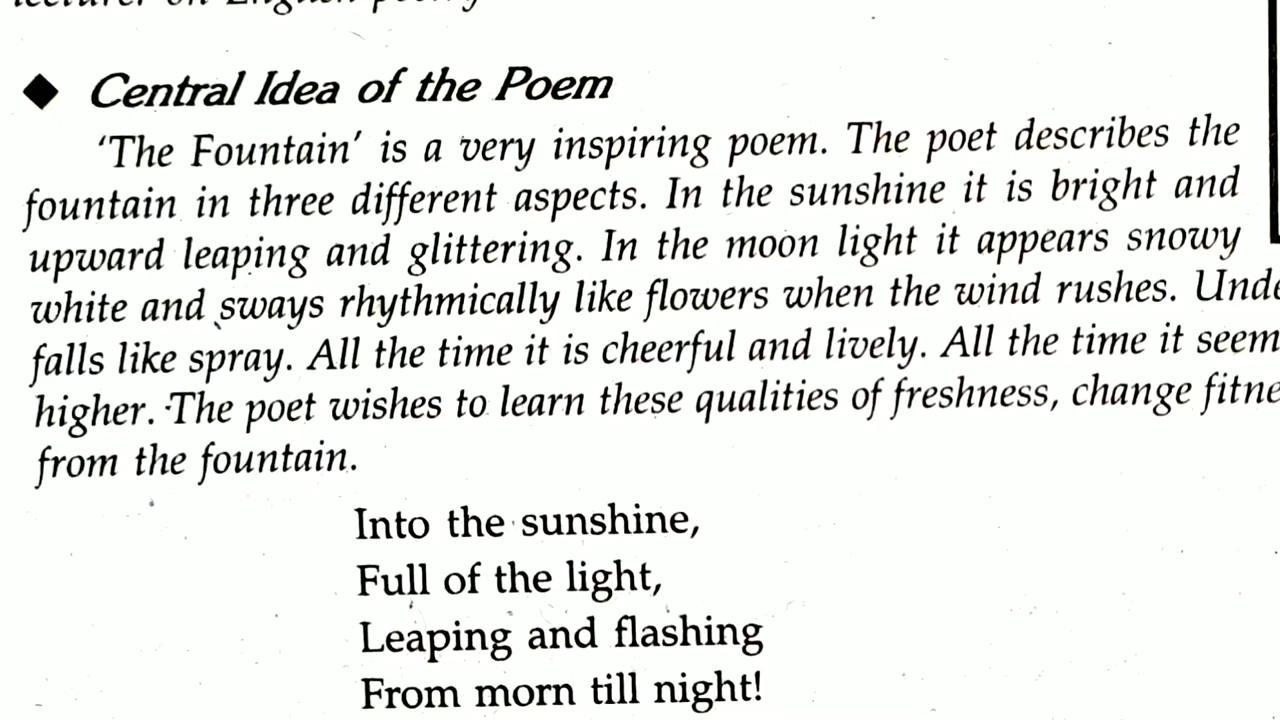 ◆ Central Idea of the Poem
'The Fountain' is a very inspiring poem. The poet describes the
fountain in three different aspects. In the sunshine it is bright and
upward leaping and glittering. In the moon light it appears snowy
white and sways rhythmically like flowers when the wind rushes.
falls like spray. All the time it is cheerful and lively. All the time it seem
higher. The poet wishes to learn these qualities of freshness, change
from the fountain.
Into the sunshine,
Full of the light,
Leaping and flashing
From morn till night!